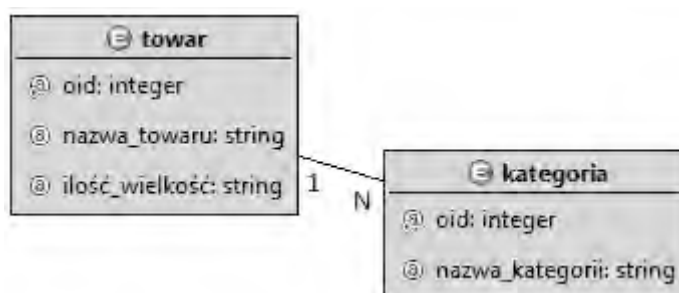 towar
oid: integer
nazwa_towaru: string
ilość_wielkość: string
1
N
kategoria
oid: integer
nazwa_kategorii: string